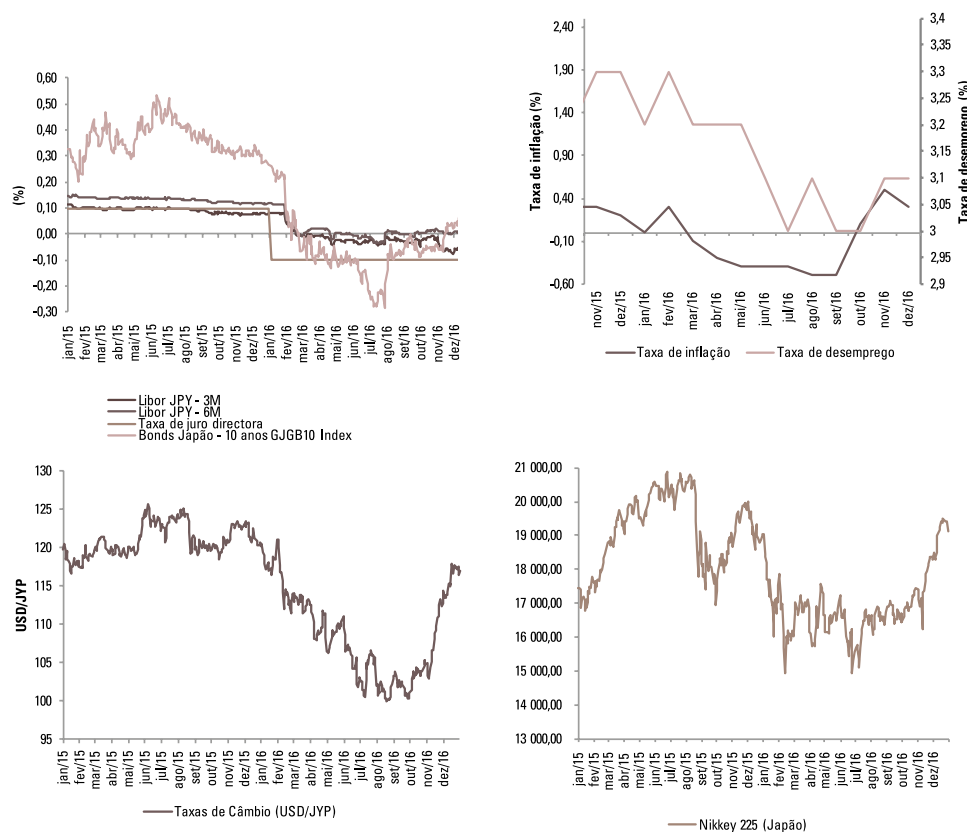 (%)
0,60
0,50
0,40
0,30
0,20
0,10
0,00
–0,10
–0,20
–0,30
jan/15
fev/15
mar/15
abr/15
mai/15
jun/15
jul/15
ago/15
set/15
out/15
nov/15
dez/15
jan/16
fev/16
mar/16
abr/16
mai/16
jun/16
jul/16
ago/16
set/16
out/16
nov/16
dez/16
Libor JPY - 3M
Libor JPY - 6M
Taxa de juro directora
Bonds Japão - 10 anos GJGB10 Index
Taxa de inflação (%)
1,90
1,40
0,90
0,40
–0,10
–0,60
Taxa de desemprego (%)
3,4
3,35
3,3
3,25
3,2
3,15
3,1
3,05
3
2,95
2,9
nov/15
dez/15
jan/16
fev/16
mar/16
abr/16
mai/16
jun/16
jul/16
ago/16
set/16
out/16
nov/16
dez/16
Taxa de inflação
Taxa de desemprego
USD/JYP
130
125
120
115
110
105
100
95
jan/15
fev/15
mar/15
abr/15
mai/15
jun/15
jul/15
ago/15
set/15
out/15
nov/15
dez/15
jan/16
fev/16
mar/16
abr/16
mai/16
jun/16
jul/16
ago/16
set/16
out/16
nov/16
dez/16
Taxas de Câmbio (USD/JYP)
21 000,00
20 000,00
19 000,00
18 000,00
17 000,00
16 000,00
15 000,00
14 000,00
13 000,00
jan/15
fev/15
mar/15
abr/15
mai/15
jun/15
jul/15
ago/15
set/15
out/15
nov/15
dez/15
jan/16
fev/16
mar/16
abr/16
mai/16
jun/16
jul/16
ago/16
set/16
out/16
nov/16
dez/16
Nikkey 225 (Japão)